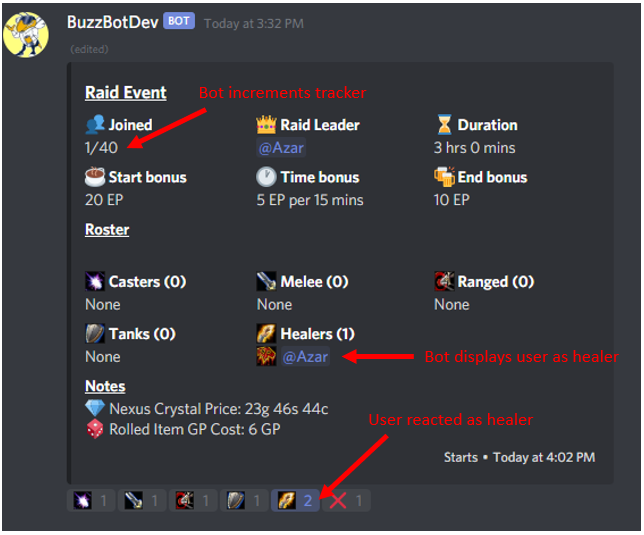 BuzzBotDev BOT Today at 3:32 PM
(edited)
Raid Event
Bot increments tracker
Joined Raid Leader Duration
1/40 @Azar 3 hrs 0 mins
Start bonus Time bonus End bonus
20 EP 5 EP per 15 mins 10 EP
Roster
Casters (0) Melee (0) Ranged (0)
None None None
Tanks (0) Healers (1)
None @Azar Bot displays user as healer
Notes
Nexus Crystal Price: 23g 46s 44c
Rolled Item GP Cost: 6 GP
User reacted as healer
Starts • Today at 4:02 PM
1 1 1 1 2 1